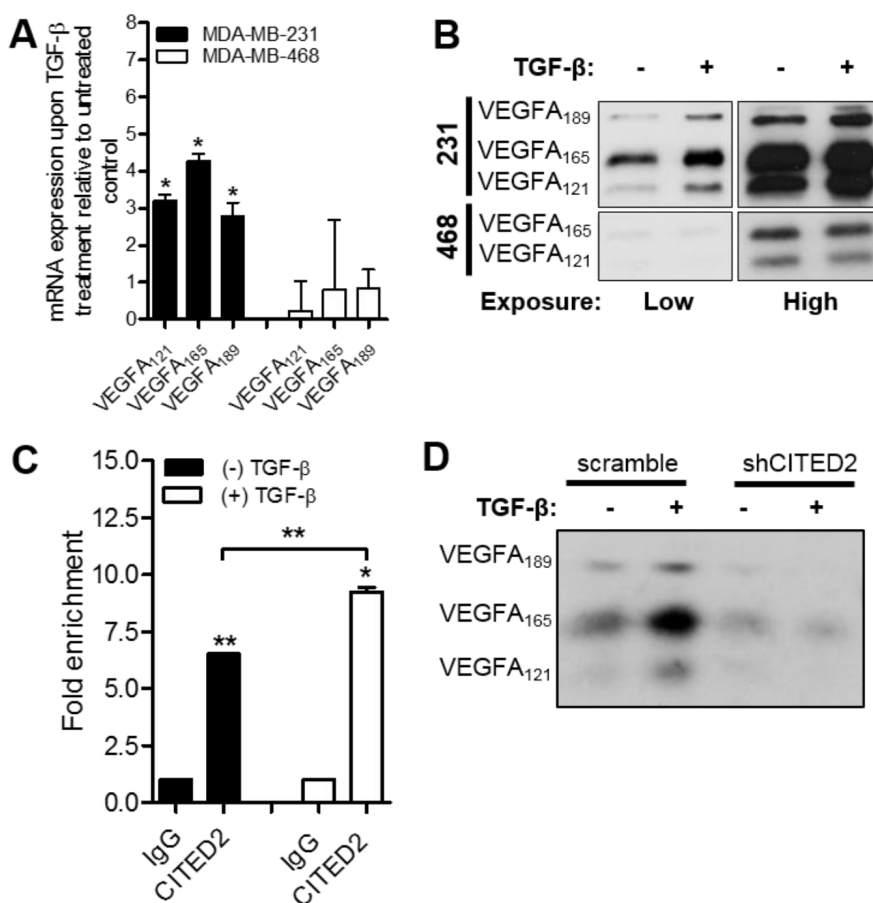 A
mRNA expression upon TGF-β
treatment relative to untreated
control
8
7
6
5
4
3
2
1
0
MDA-MB-231
MDA-MB-468
* * *
VEGFA121
VEGFA165
VEGFA189
VEGFA121
VEGFA165
VEGFA189
B
TGF-β: - + - +
231
VEGFA189
VEGFA165
VEGFA121
468
VEGFA165
VEGFA121
Exposure: Low High
C
Fold enrichment
15.0
12.5
10.0
7.5
5.0
2.5
0.0
(-) TGF-β
(+) TGF-β
**
*
**
IgG
CITED2
IgG
CITED2
D
scramble shCITED2
TGF-β: - + - +
VEGFA189
VEGFA165
VEGFA121